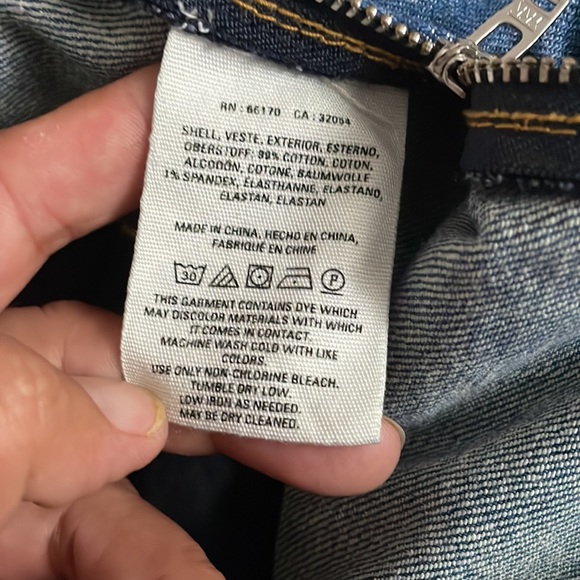 RN : 66170 CA : 32054
SHELL, VESTE, EXTERIOR, ESTERNO,
OBERSTOFF: 99% COTTON, COTON,
ALGODÓN, COTONE, BAUMWOLLE
1% SPANDEX, ÉLASTHANNE, ELASTANO,
ELASTAN, ELASTAN
MADE IN CHINA, HECHO EN CHINA,
FABRIQUÉ EN CHINE
30 P
THIS GARMENT CONTAINS DYE WHICH
MAY DISCOLOR MATERIALS WITH WHICH
IT COMES IN CONTACT.
MACHINE WASH COLD WITH LIKE
COLORS.
USE ONLY NON-CHLORINE BLEACH.
TUMBLE DRY LOW.
LOW IRON AS NEEDED.
MAY BE DRY CLEANED.